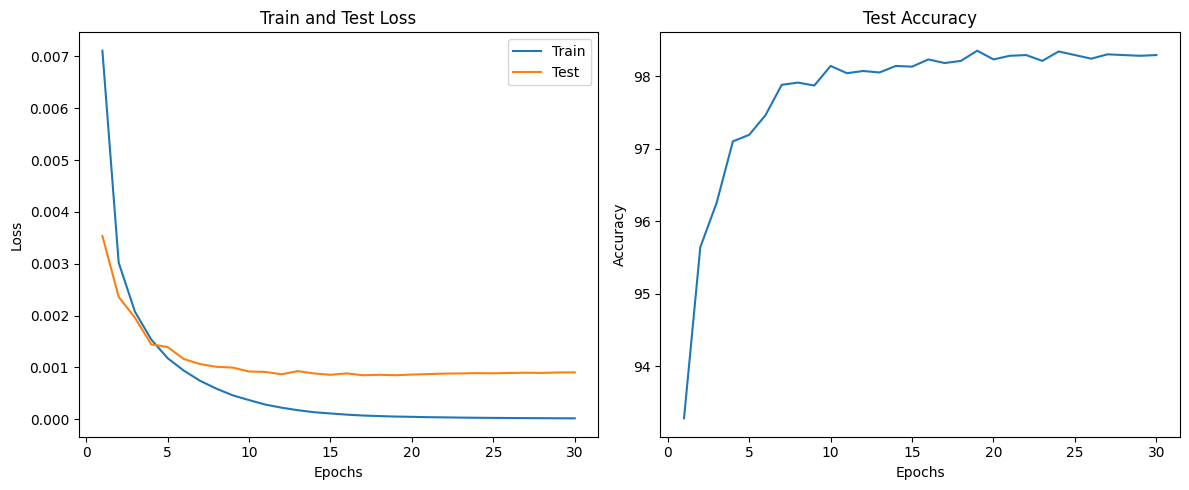 Train and Test Loss
Train
Test
0.007
0.006
0.005
0.004
0.003
0.002
0.001
0.000
Loss
0 5 10 15 20 25 30
Epochs
Test Accuracy
98
97
96
95
94
Accuracy
0 5 10 15 20 25 30
Epochs